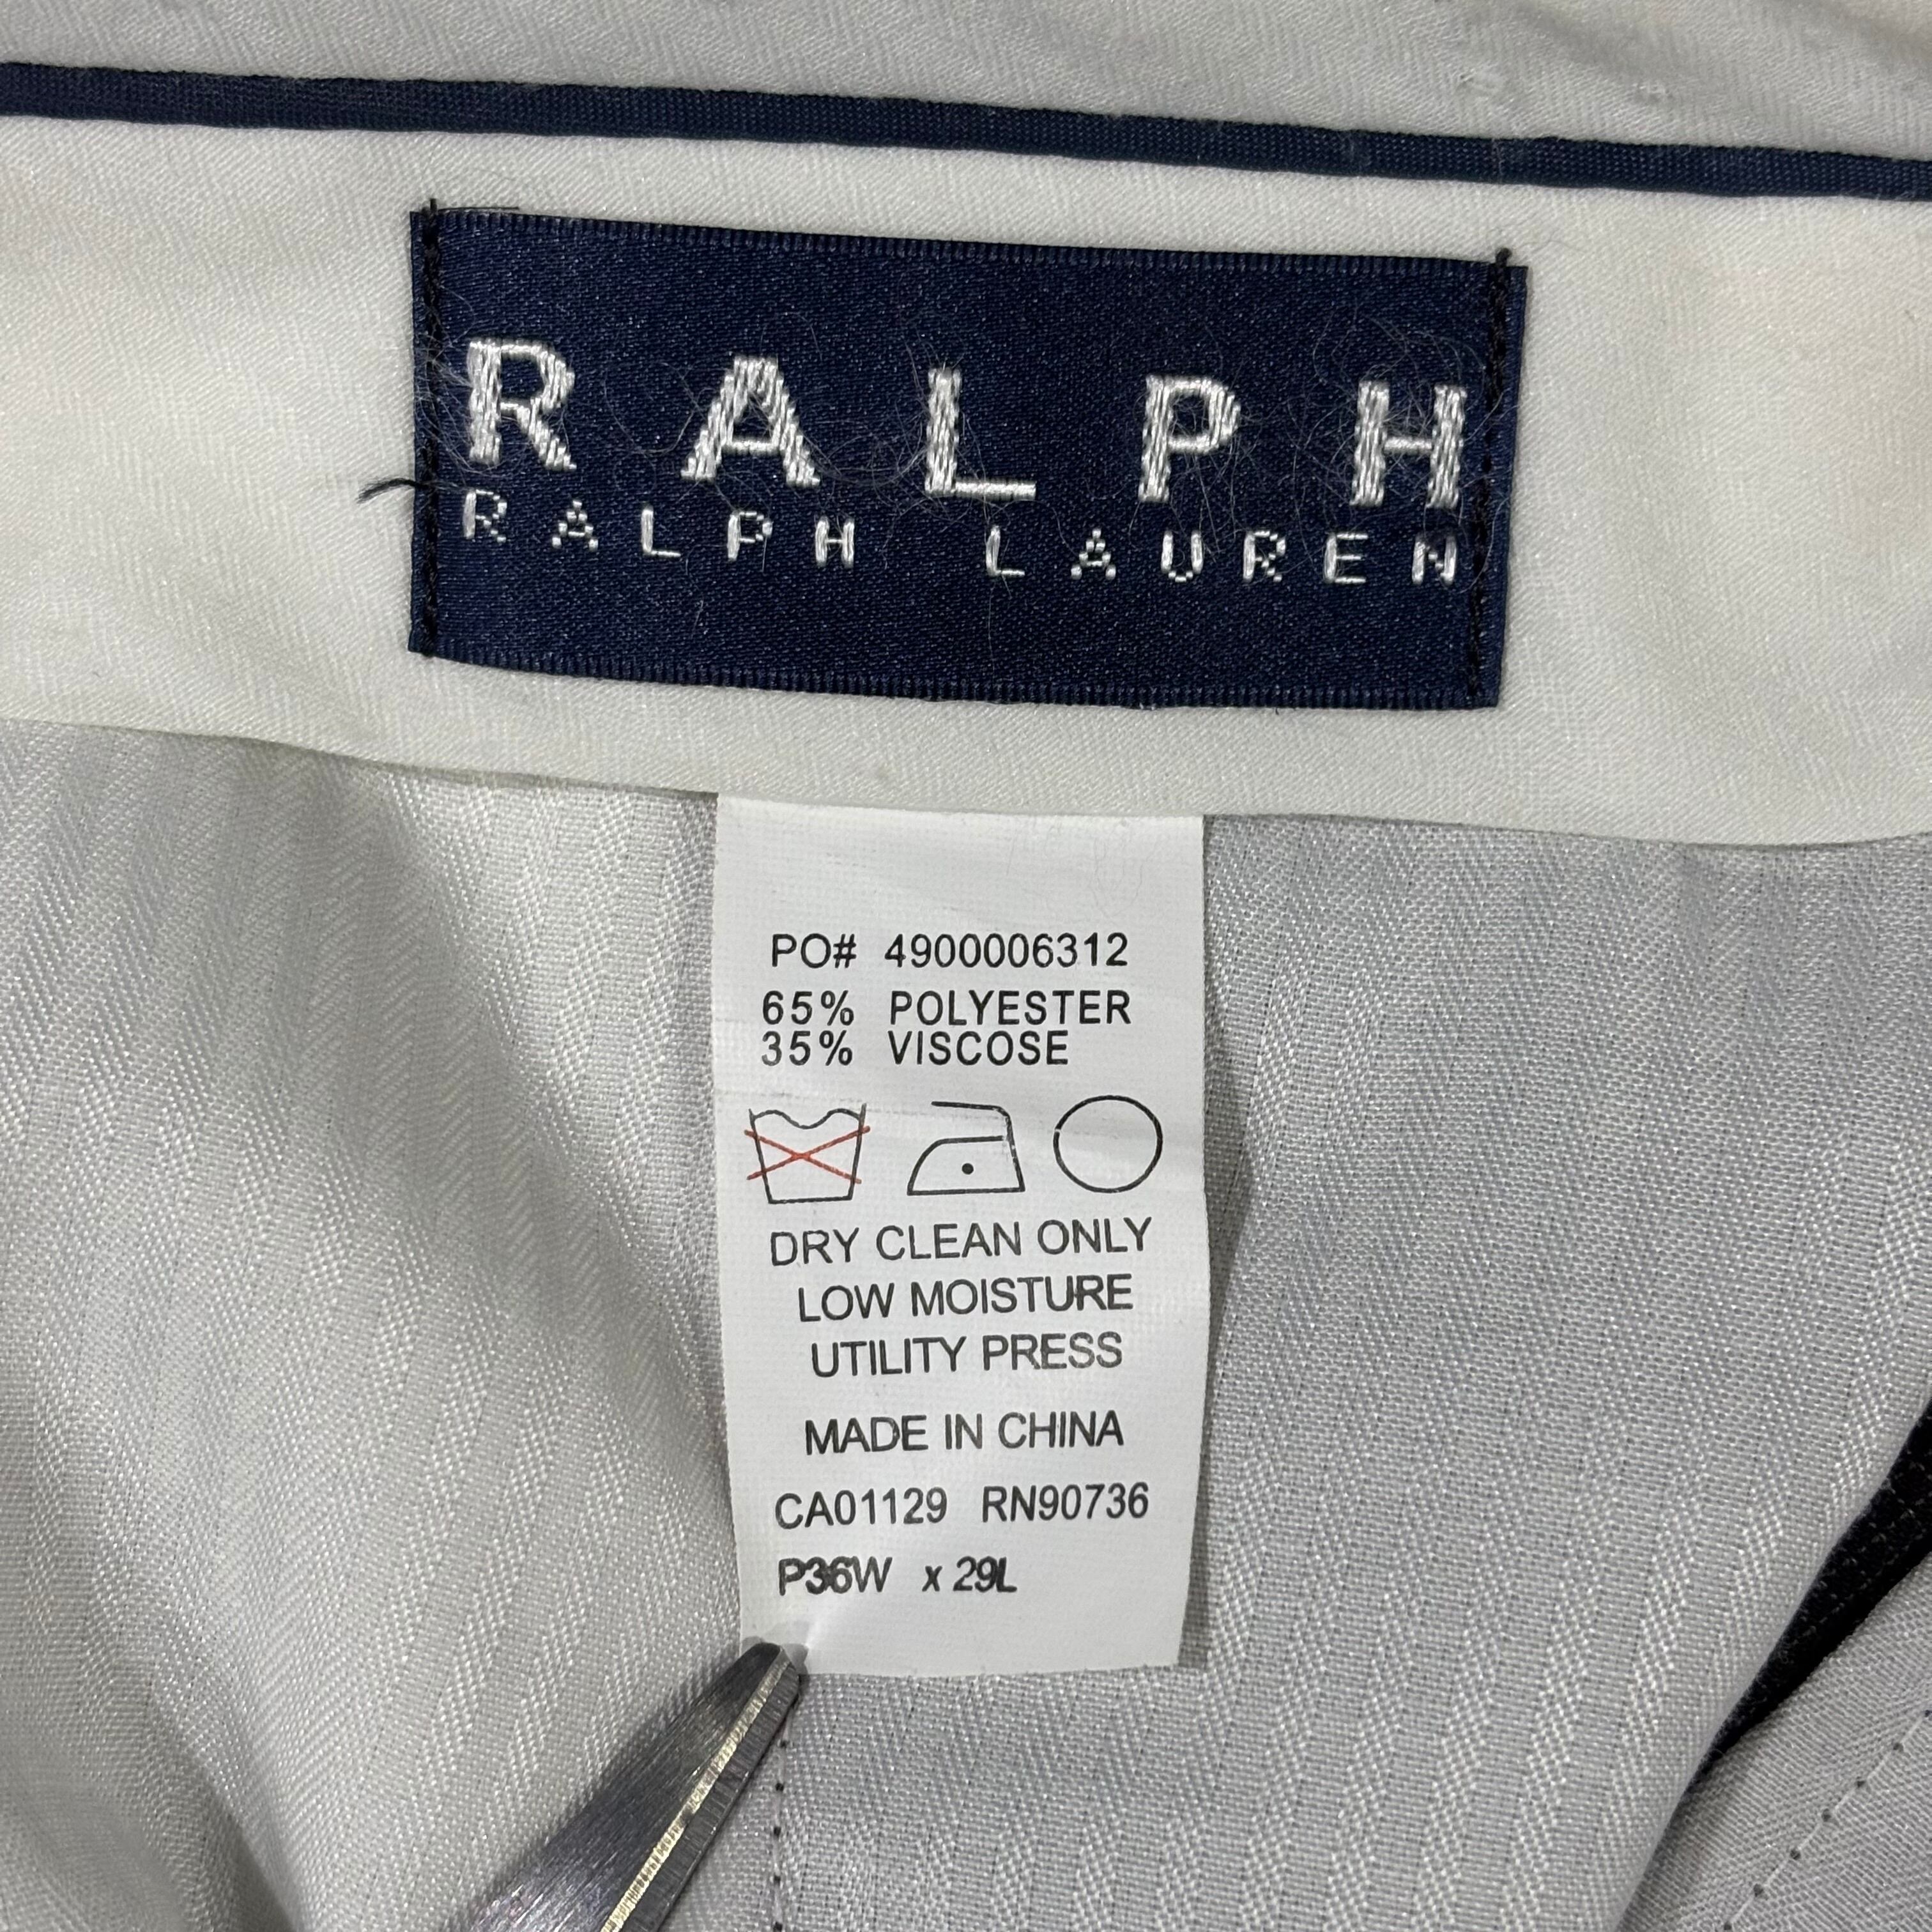 RALPH
RALPH LAUREN
PO# 4900006312
65% POLYESTER
35% VISCOSE
DRY CLEAN ONLY
LOW MOISTURE
UTILITY PRESS
MADE IN CHINA
CA01129 RN90736
P36W x 29L